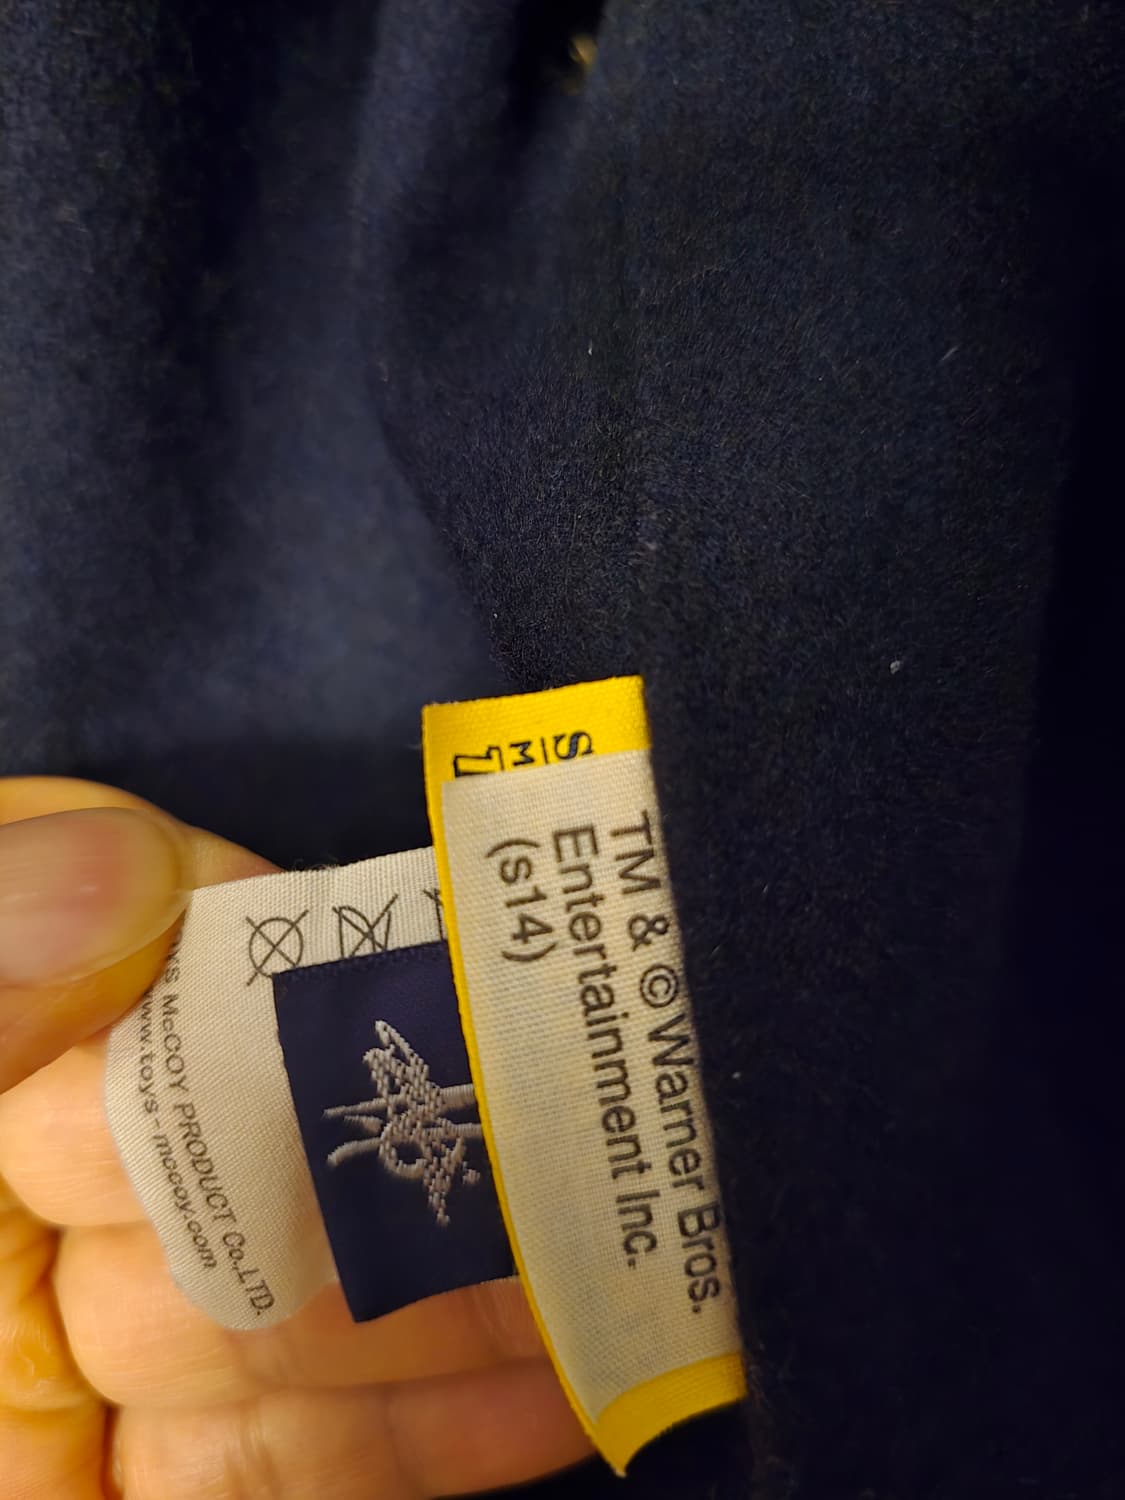 TM & ©Warner Bros.
Entertainment Inc.
(s14)
S
M
McCOY PRODUCT Co.,LTD.
www.toys-mccoy.com